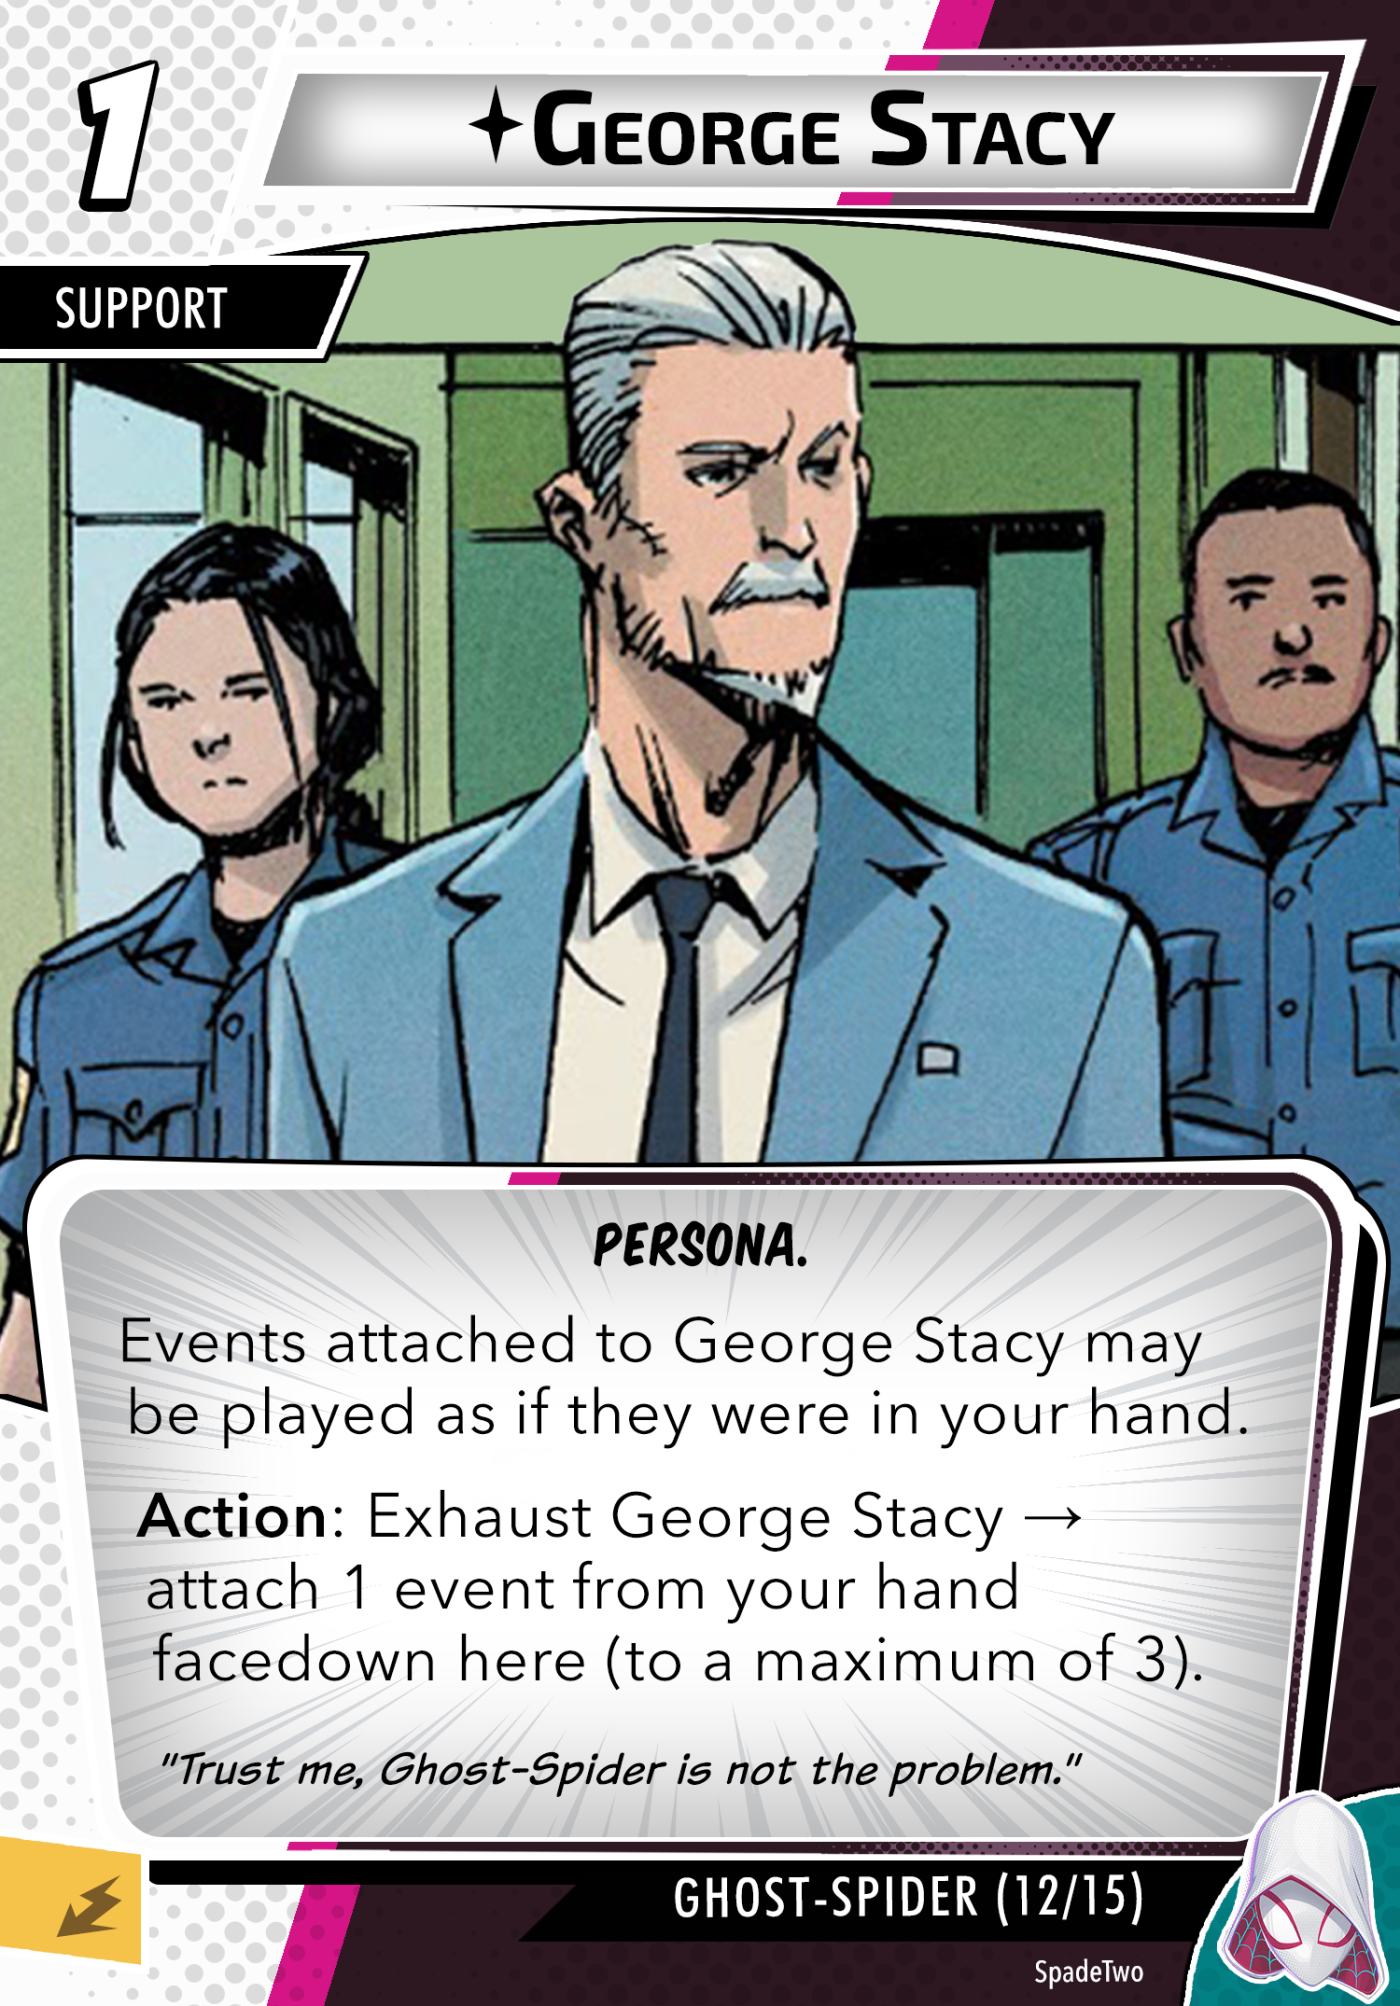 1
✦George Stacy
SUPPORT
PERSONA.
Events attached to George Stacy may
be played as if they were in your hand.
Action: Exhaust George Stacy →
attach 1 event from your hand
facedown here (to a maximum of 3).
"Trust me, Ghost-Spider is not the problem."
GHOST-SPIDER (12/15)
SpadeTwo